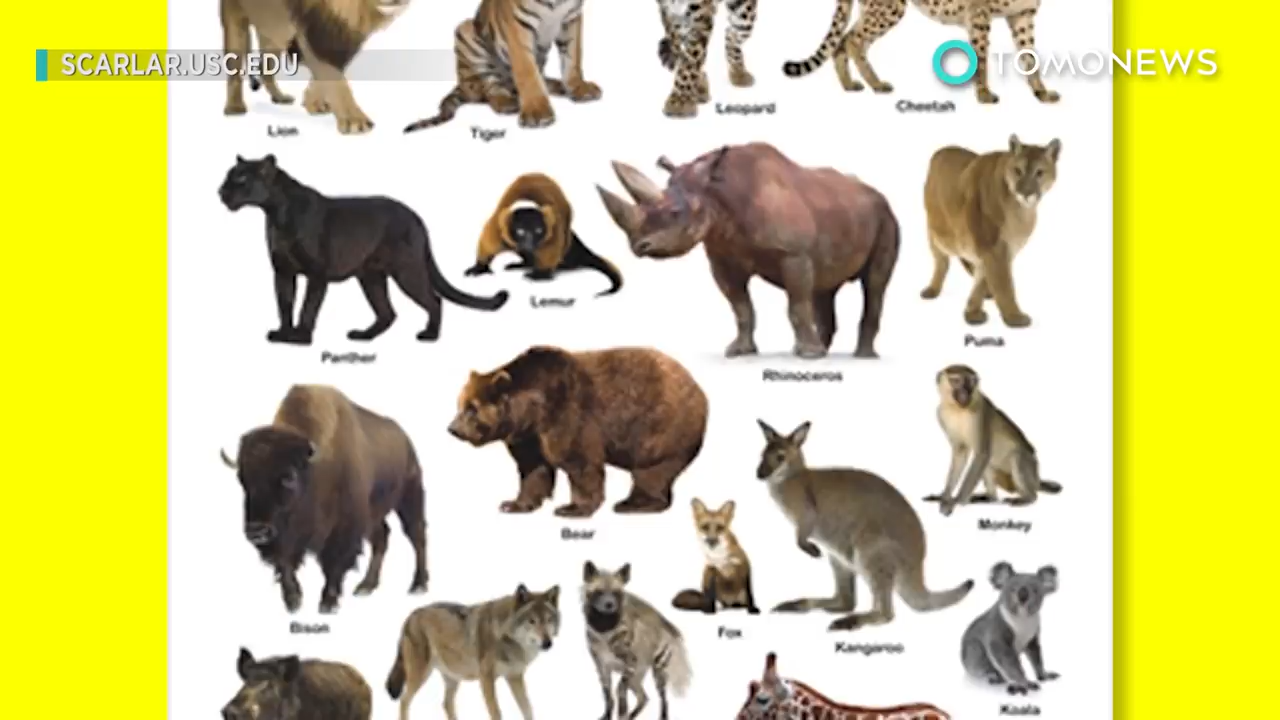 SCARLAR.USC.EDU
TOMONEWS
Lion
Tiger
Leopard
Cheetah
Panther
Lemur
Rhinoceros
Puma
Bison
Bear
Fox
Kangaroo
Monkey
Koala